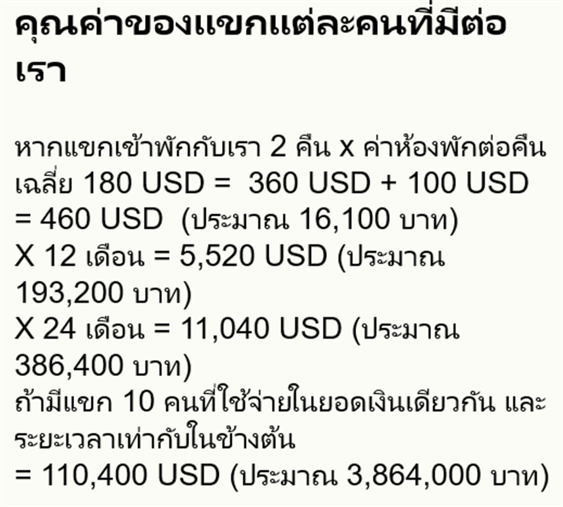 คุณค่าของแขกแต่ละคนที่มีต่อ
เรา
หากแขกเข้าพักกับเรา 2 คืน x ค่าห้องพักต่อคืน
เฉลี่ย 180 USD =  360 USD + 100 USD
= 460 USD  (ประมาณ 16,100 บาท)
X 12 เดือน = 5,520 USD (ประมาณ
193,200 บาท)
X 24 เดือน = 11,040 USD (ประมาณ
386,400 บาท)
ถ้ามีแขก 10 คนที่ใช้จ่ายในยอดเงินเดียวกัน และ
ระยะเวลาเท่ากับในข้างต้น
= 110,400 USD (ประมาณ 3,864,000 บาท)